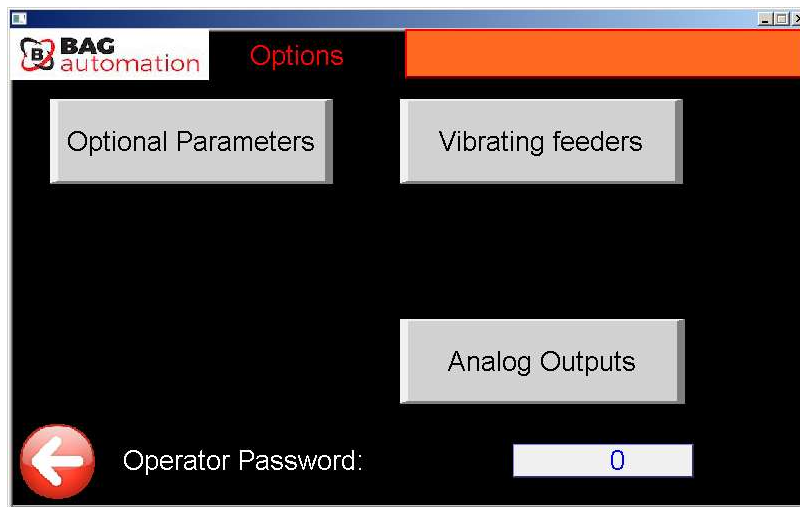 BAG
automation
Options
Optional Parameters
Vibrating feeders
Analog Outputs
Operator Password:
0